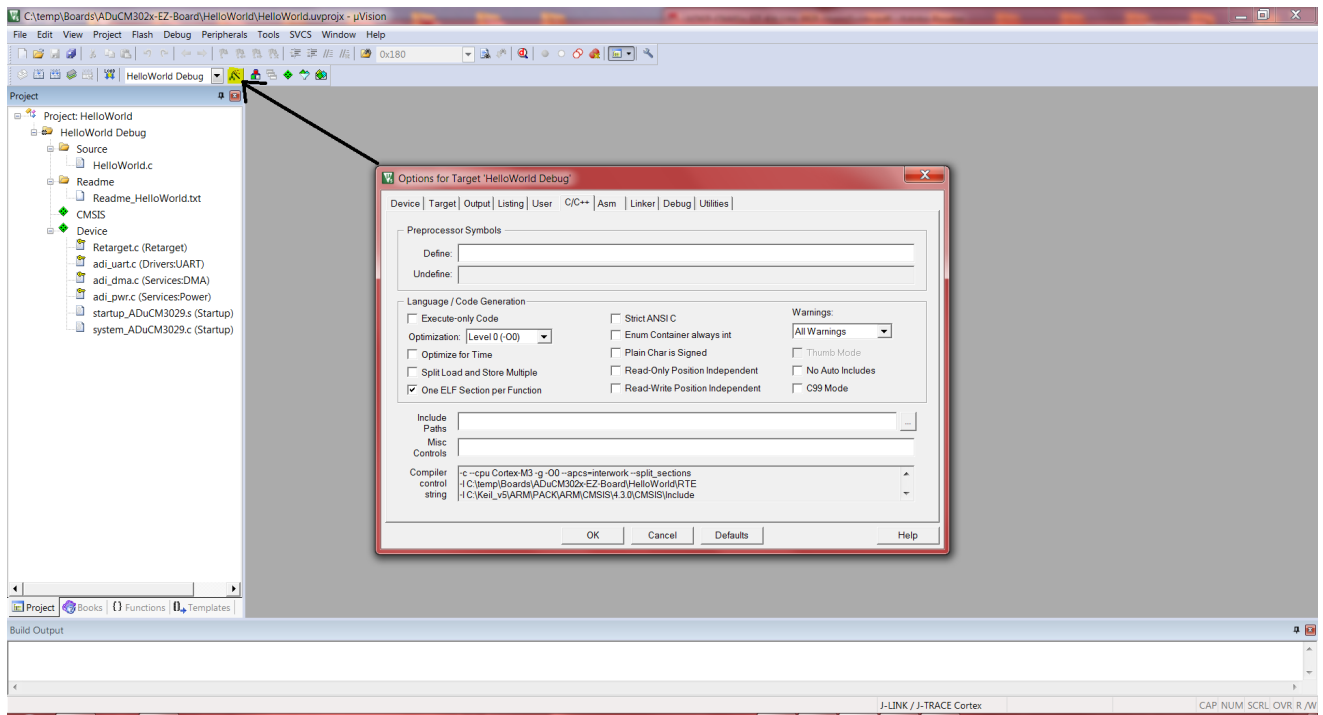 C:\temp\Boards\ADuCM302x-EZ-Board\HelloWorld\HelloWorld.uvprojx - µVision
File Edit View Project Flash Debug Peripherals Tools SVCS Window Help
0x180
HelloWorld Debug
Project
Project: HelloWorld
HelloWorld Debug
Source
HelloWorld.c
Readme
Readme_HelloWorld.txt
CMSIS
Device
Retarget.c (Retarget)
adi_uart.c (Drivers:UART)
adi_dma.c (Services:DMA)
adi_pwr.c (Services:Power)
startup_ADuCM3029.s (Startup)
system_ADuCM3029.c (Startup)
Options for Target 'HelloWorld Debug'
Device Target Output Listing User C/C++ Asm Linker Debug Utilities
Preprocessor Symbols
Define:
Undefine:
Language / Code Generation
Execute-only Code
Optimization: Level 0 (-O0)
Optimize for Time
Split Load and Store Multiple
One ELF Section per Function
Strict ANSI C
Enum Container always int
Plain Char is Signed
Read-Only Position Independent
Read-Write Position Independent
Warnings:
All Warnings
Thumb Mode
No Auto Includes
C99 Mode
Include
Paths
...
Misc
Controls
Compiler
control
string
-c --cpu Cortex-M3 -g -O0 --apcs=interwork --split_sections
-I C:\temp\Boards\ADuCM302x-EZ-Board\HelloWorld\RTE
-I C:\Keil_v5\ARM\PACK\ARM\CMSIS\4.3.0\CMSIS\Include
OK Cancel Defaults Help
Project Books {} Functions Templates
Build Output
J-LINK / J-TRACE Cortex
CAP NUM SCRL OVR R /W